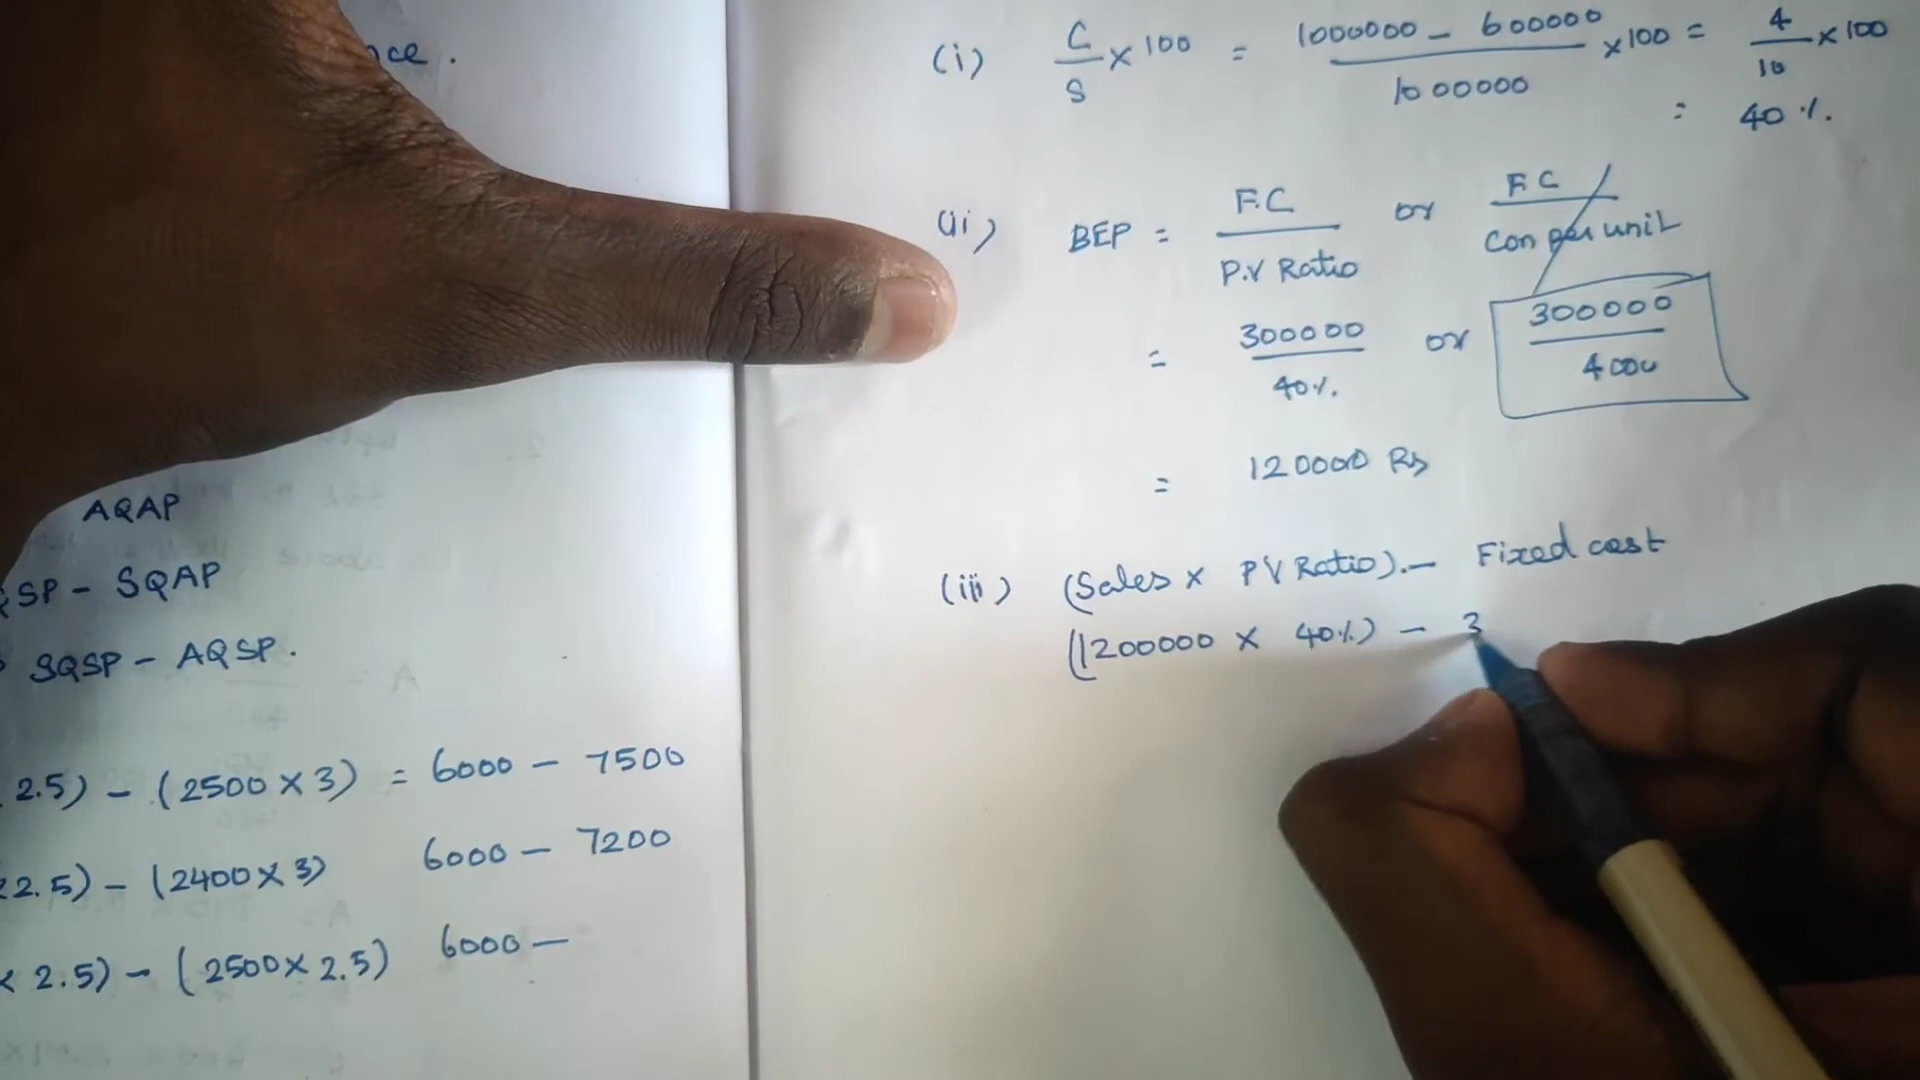 nce.
AQAP
SP - SQAP
SQSP - AQSP.
2.5) - (2500 × 3) = 6000 - 7500
2.5) - (2400 × 3) 6000 - 7200
× 2.5) - (2500 × 2.5) 6000 -
(i) C/S × 100 = 1000000 - 600000 / 1000000 × 100 = 4/10 × 100
= 40 %.
(ii) BEP = F.C / P.V Ratio or F.C / Con per unit
= 300000 / 40%. or 300000 / 4000
= 120000 Rs
(iii) (Sales × PV Ratio).- Fixed cost
(1200000 × 40%) - 3